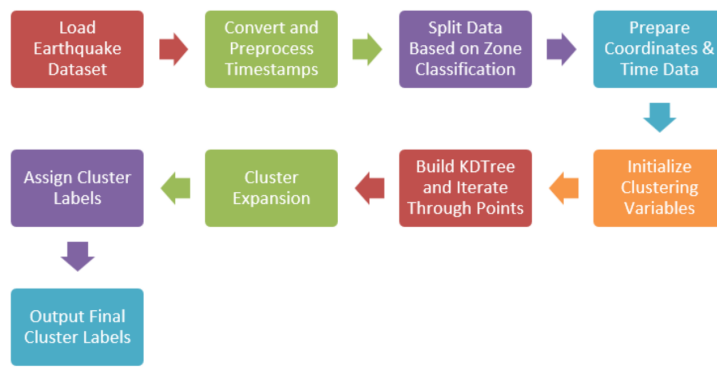 Load
Earthquake
Dataset
Convert and
Preprocess
Timestamps
Split Data
Based on Zone
Classification
Prepare
Coordinates &
Time Data
Initialize
Clustering
Variables
Build KDTree
and Iterate
Through Points
Cluster
Expansion
Assign Cluster
Labels
Output Final
Cluster Labels